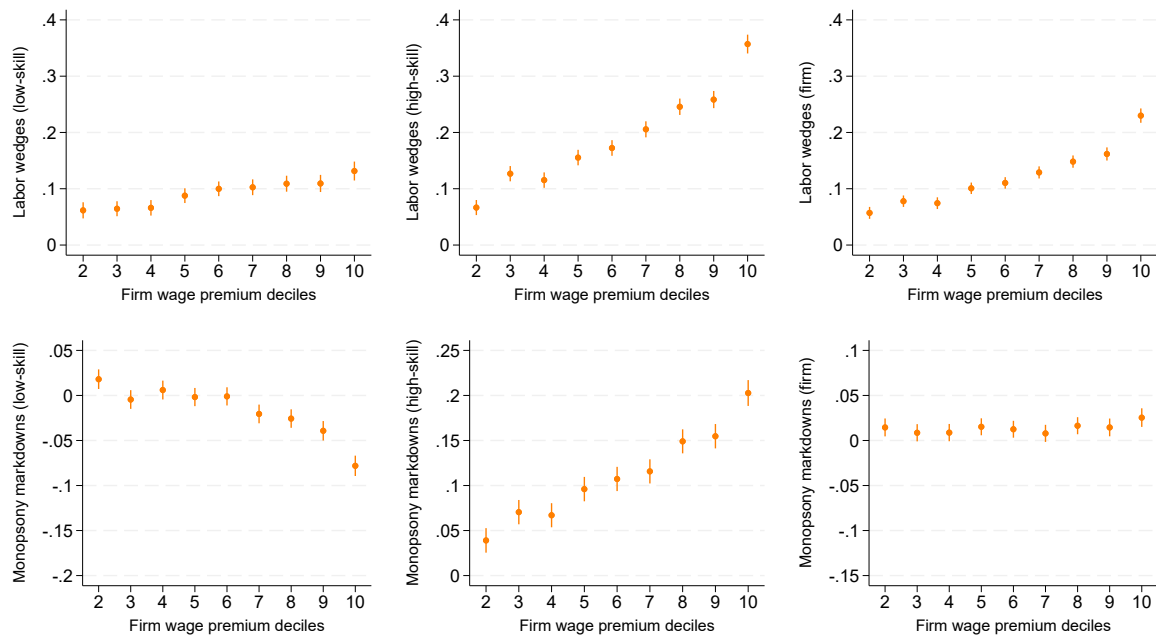 Labor wedges (low-skill)
.4
.3
.2
.1
0
2 3 4 5 6 7 8 9 10
Firm wage premium deciles
Labor wedges (high-skill)
.4
.3
.2
.1
0
2 3 4 5 6 7 8 9 10
Firm wage premium deciles
Labor wedges (firm)
.4
.3
.2
.1
0
2 3 4 5 6 7 8 9 10
Firm wage premium deciles
Monopsony markdowns (low-skill)
.05
0
-.05
-.1
-.15
-.2
2 3 4 5 6 7 8 9 10
Firm wage premium deciles
Monopsony markdowns (high-skill)
.25
.2
.15
.1
.05
0
2 3 4 5 6 7 8 9 10
Firm wage premium deciles
Monopsony markdowns (firm)
.1
.05
0
-.05
-.1
-.15
2 3 4 5 6 7 8 9 10
Firm wage premium deciles